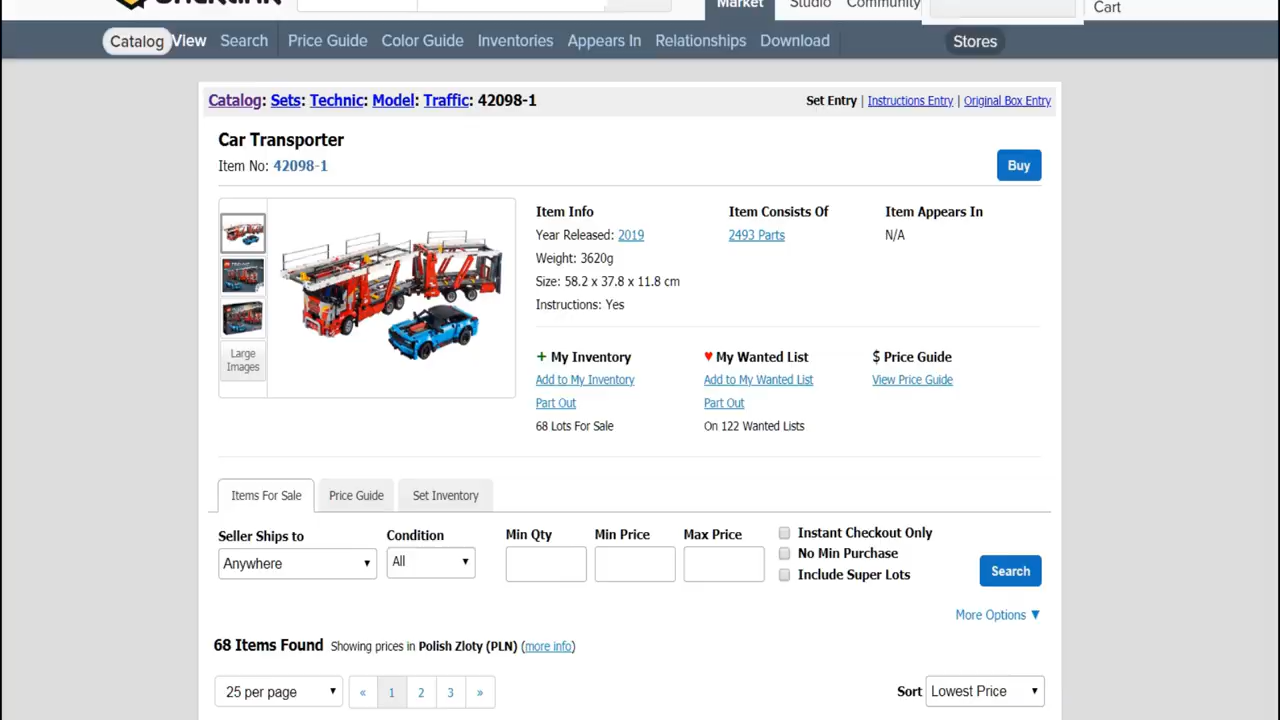 Market Studio Community Cart
Catalog View Search Price Guide Color Guide Inventories Appears In Relationships Download Stores
Catalog: Sets: Technic: Model: Traffic: 42098-1 Set Entry | Instructions Entry | Original Box Entry
Car Transporter
Item No: 42098-1
Buy
Item Info Item Consists Of Item Appears In
Year Released: 2019 2493 Parts N/A
Weight: 3620g
Size: 58.2 x 37.8 x 11.8 cm
Instructions: Yes
Large
Images
+ My Inventory ♥ My Wanted List $ Price Guide
Add to My Inventory Add to My Wanted List View Price Guide
Part Out Part Out
68 Lots For Sale On 122 Wanted Lists
Items For Sale Price Guide Set Inventory
Seller Ships to Condition Min Qty Min Price Max Price Instant Checkout Only
No Min Purchase
Anywhere All Include Super Lots Search
More Options ▼
68 Items Found Showing prices in Polish Zloty (PLN) (more info)
25 per page « 1 2 3 » Sort Lowest Price